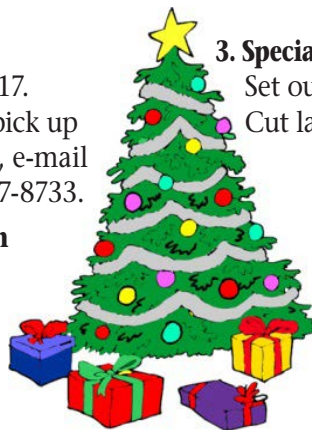 17.
pick up
, e-mail
7-8733.
n
3. Specia
Set ou
Cut la